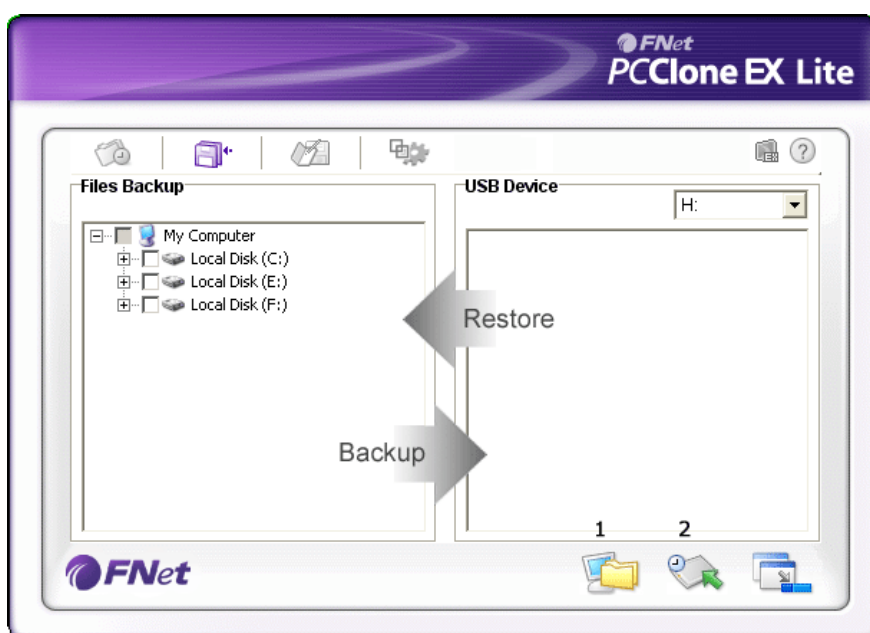 FNet
PCClone EX Lite
Files Backup
USB Device
H:
My Computer
Local Disk (C:)
Local Disk (E:)
Local Disk (F:)
Restore
Backup
1 2
FNet